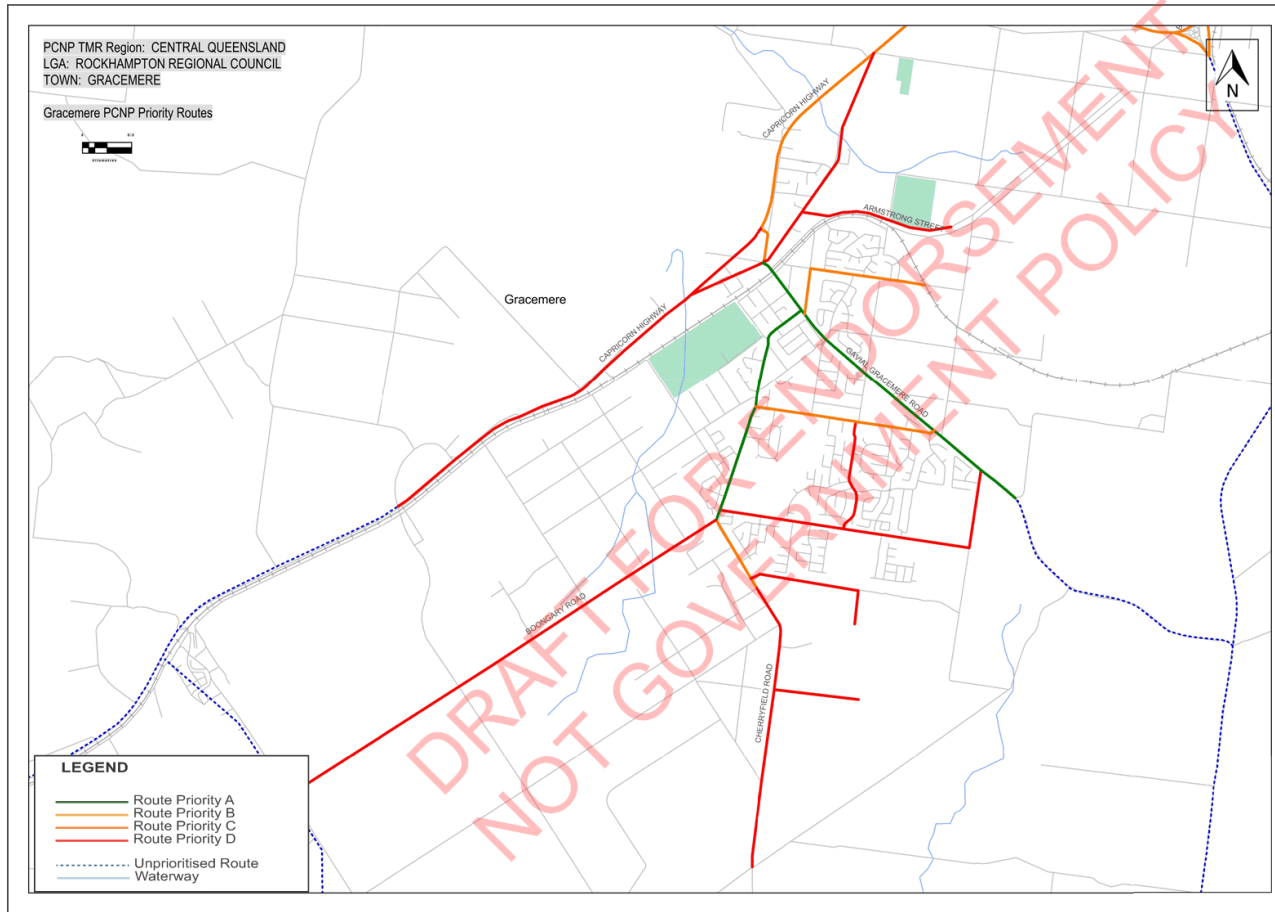 PCNP TMR Region: CENTRAL QUEENSLAND
LGA: ROCKHAMPTON REGIONAL COUNCIL
TOWN: GRACEMERE
Gracemere PCNP Priority Routes
N
CAPRICORN HIGHWAY
ARMSTRONG STREET
Gracemere
CAPRICORN HIGHWAY
GAVIAL GRACEMERE ROAD
BOONGARY ROAD
CHERRYFIELD ROAD
DRAFT FOR ENDORSEMENT
NOT GOVERNMENT POLICY
LEGEND
Route Priority A
Route Priority B
Route Priority C
Route Priority D
Unprioritised Route
Waterway